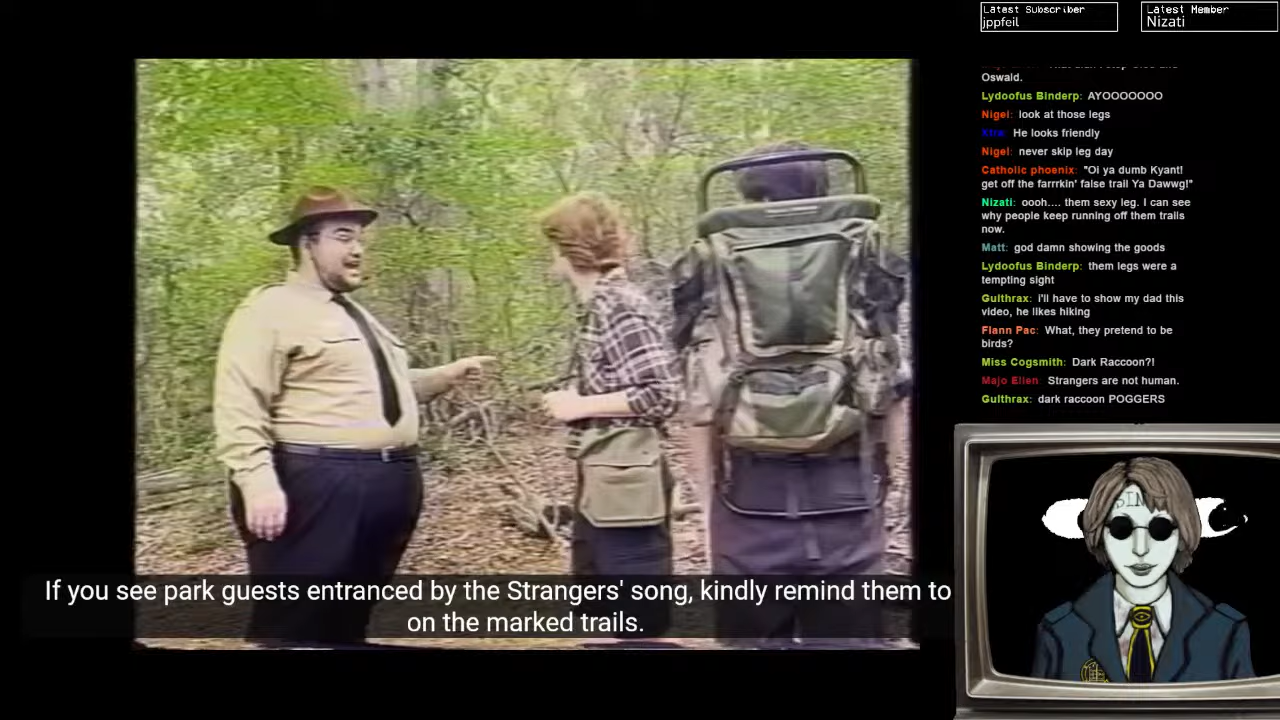 Latest Subscriber
jppfeil
Latest Member
Nizati
Oswald.
Lydoofus Binderp: AYOOOOOOO
Nigel: look at those legs
He looks friendly
Nigel: never skip leg day
Catholic phoenix: "Oi ya dumb Kyant!
get off the farrrkin' false trail Ya Dawwg!"
Nizati: oooh.... them sexy leg. I can see
why people keep running off them trails
now.
Matt: god damn showing the goods
Lydoofus Binderp: them legs were a
tempting sight
Gulthrax: i'll have to show my dad this
video, he likes hiking
Flann Pac: What, they pretend to be
birds?
Miss Cogsmith: Dark Raccoon?!
Majo Ellen: Strangers are not human.
Gulthrax: dark raccoon POGGERS
If you see park guests entranced by the Strangers' song, kindly remind them to
on the marked trails.